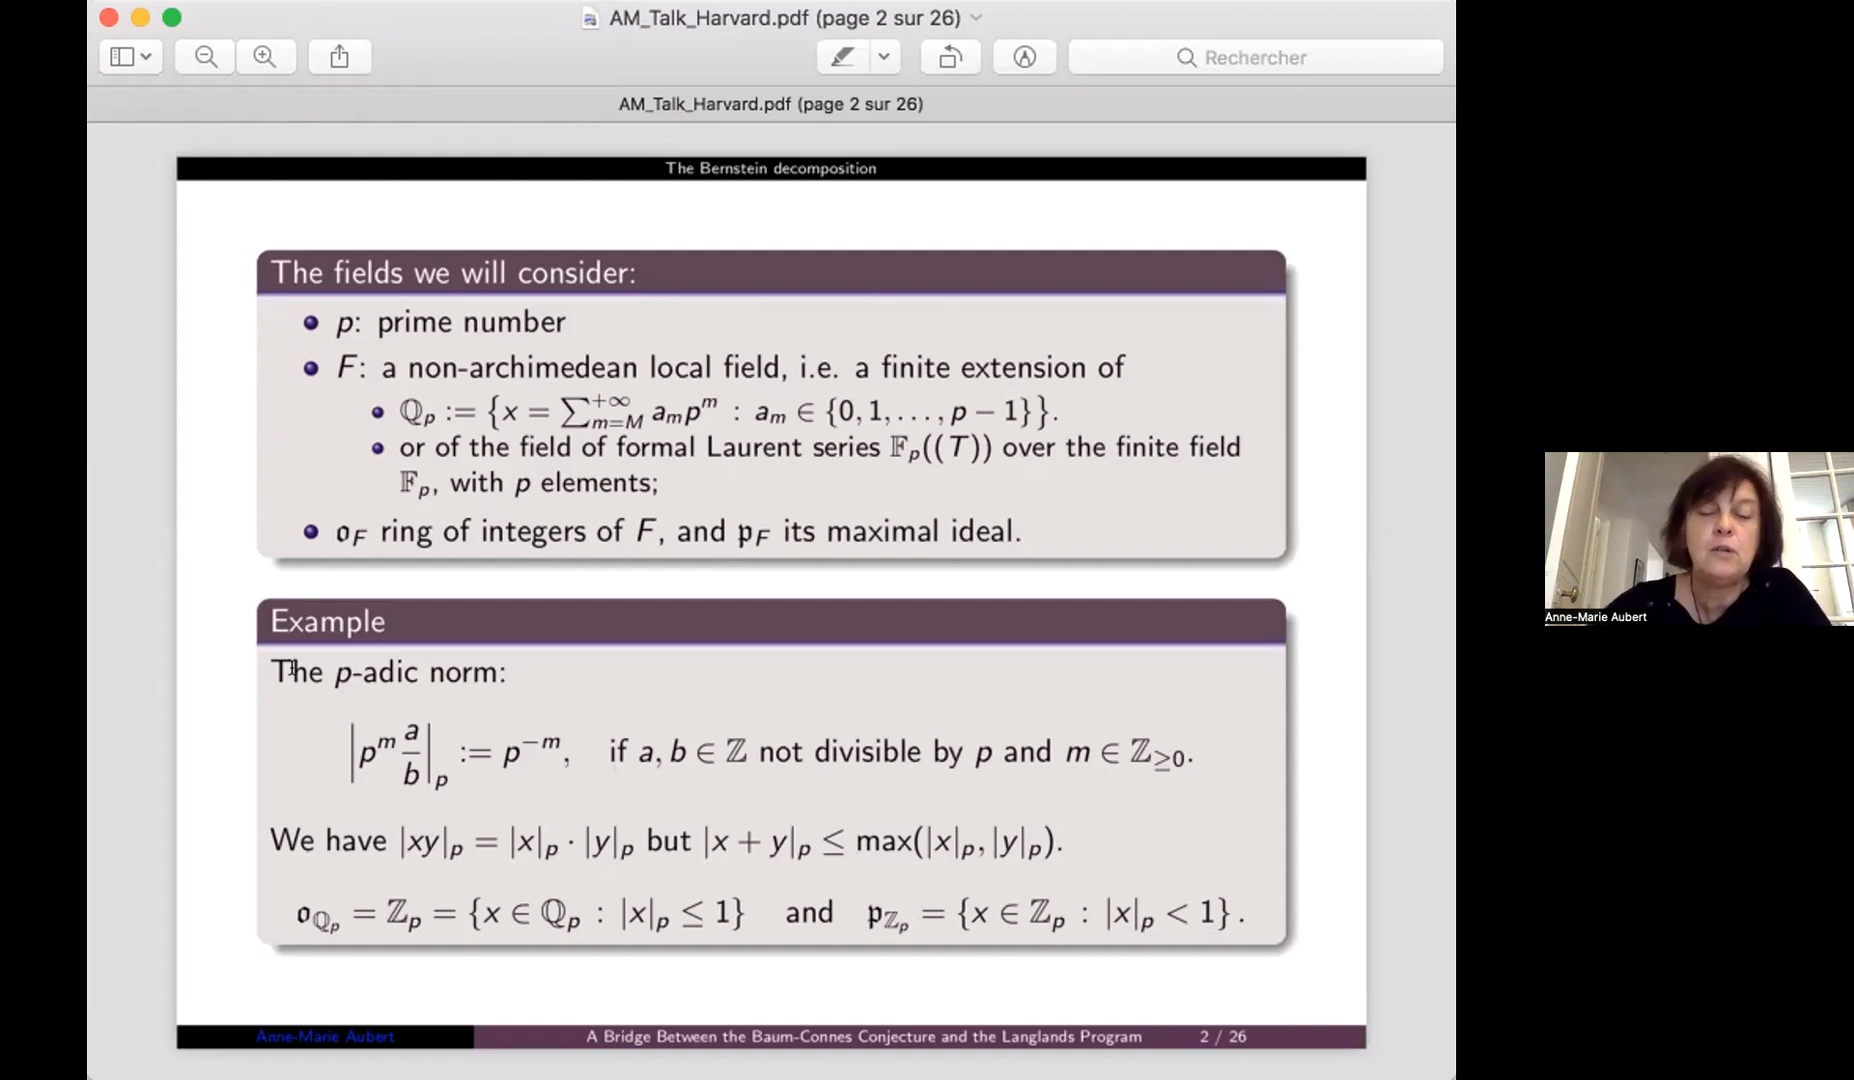 AM_Talk_Harvard.pdf (page 2 sur 26)
Rechercher
AM_Talk_Harvard.pdf (page 2 sur 26)
The Bernstein decomposition
The fields we will consider:
p: prime number
F: a non-archimedean local field, i.e. a finite extension of
ℚ_p := {x = ∑_{m=M}^{+∞} a_m p^m : a_m ∈ {0, 1, . . . , p − 1}}.
or of the field of formal Laurent series 𝔽_p((T)) over the finite field
𝔽_p, with p elements;
𝔬_F ring of integers of F, and 𝔭_F its maximal ideal.
Example
The p-adic norm:
|p^m a/b|_p := p^{−m}, if a, b ∈ ℤ not divisible by p and m ∈ ℤ_{≥0}.
We have |xy|_p = |x|_p · |y|_p but |x + y|_p ≤ max(|x|_p, |y|_p).
𝔬_{ℚ_p} = ℤ_p = {x ∈ ℚ_p : |x|_p ≤ 1} and 𝔭_{ℤ_p} = {x ∈ ℤ_p : |x|_p < 1} .
Anne-Marie Aubert
A Bridge Between the Baum-Connes Conjecture and the Langlands Program
2 / 26
Anne-Marie Aubert